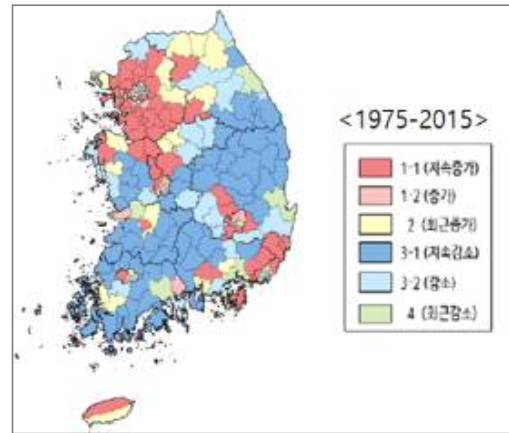 <1975-2015>
1-1 (지속증가)
1-2 (증가)
2 (최근증가)
3-1 (지속감소)
3-2 (감소)
4 (최근감소)